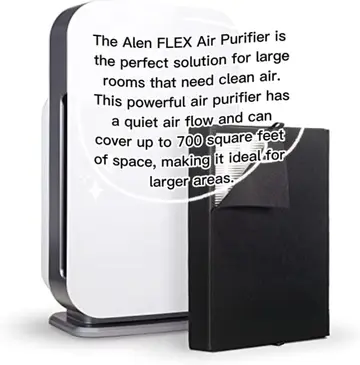 The Alen FLEX Air Purifier is
the perfect solution for large
rooms that need clean air.
This powerful air purifier has
a quiet air flow and can
cover up to 700 square feet
of space, making it ideal for
larger areas.